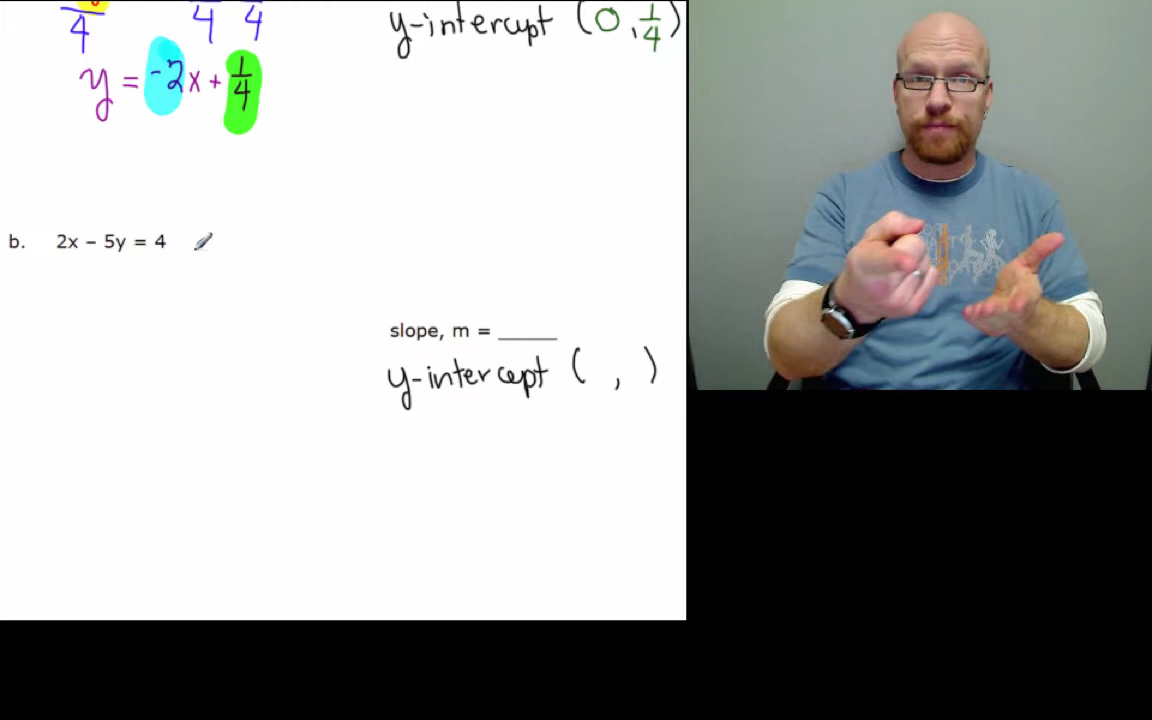 4 4 4
y-intercept (0, 1/4)
y = -2x + 1/4
b. 2x – 5y = 4
slope, m = ______
y-intercept ( , )